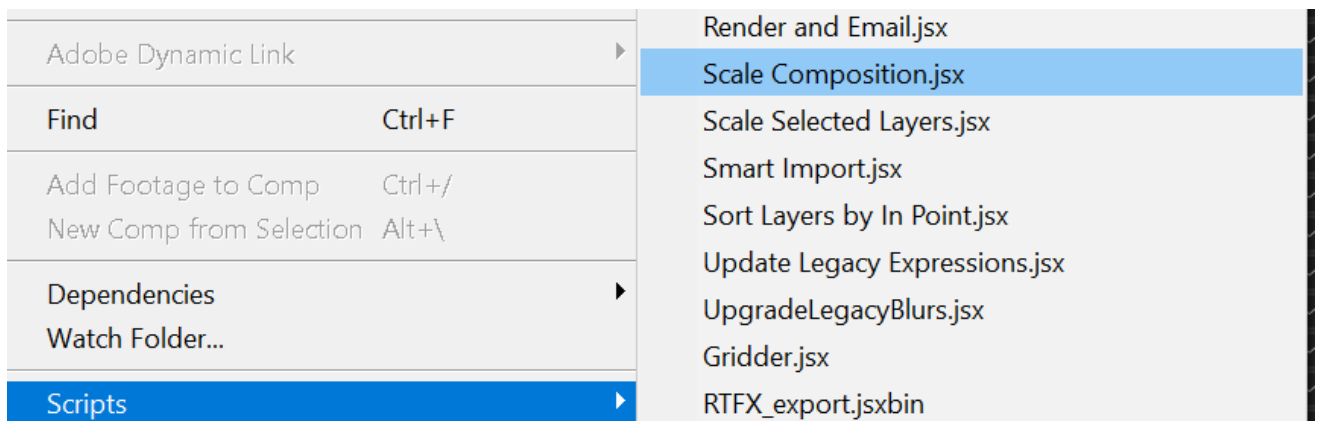 Adobe Dynamic Link
Find Ctrl+F
Add Footage to Comp Ctrl+/
New Comp from Selection Alt+\
Dependencies
Watch Folder...
Scripts
Render and Email.jsx
Scale Composition.jsx
Scale Selected Layers.jsx
Smart Import.jsx
Sort Layers by In Point.jsx
Update Legacy Expressions.jsx
UpgradeLegacyBlurs.jsx
Gridder.jsx
RTFX_export.jsxbin